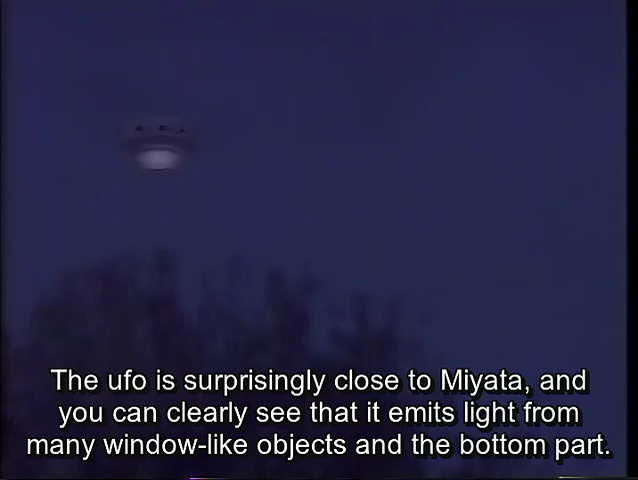 The ufo is surprisingly close to Miyata, and
you can clearly see that it emits light from
many window-like objects and the bottom part.